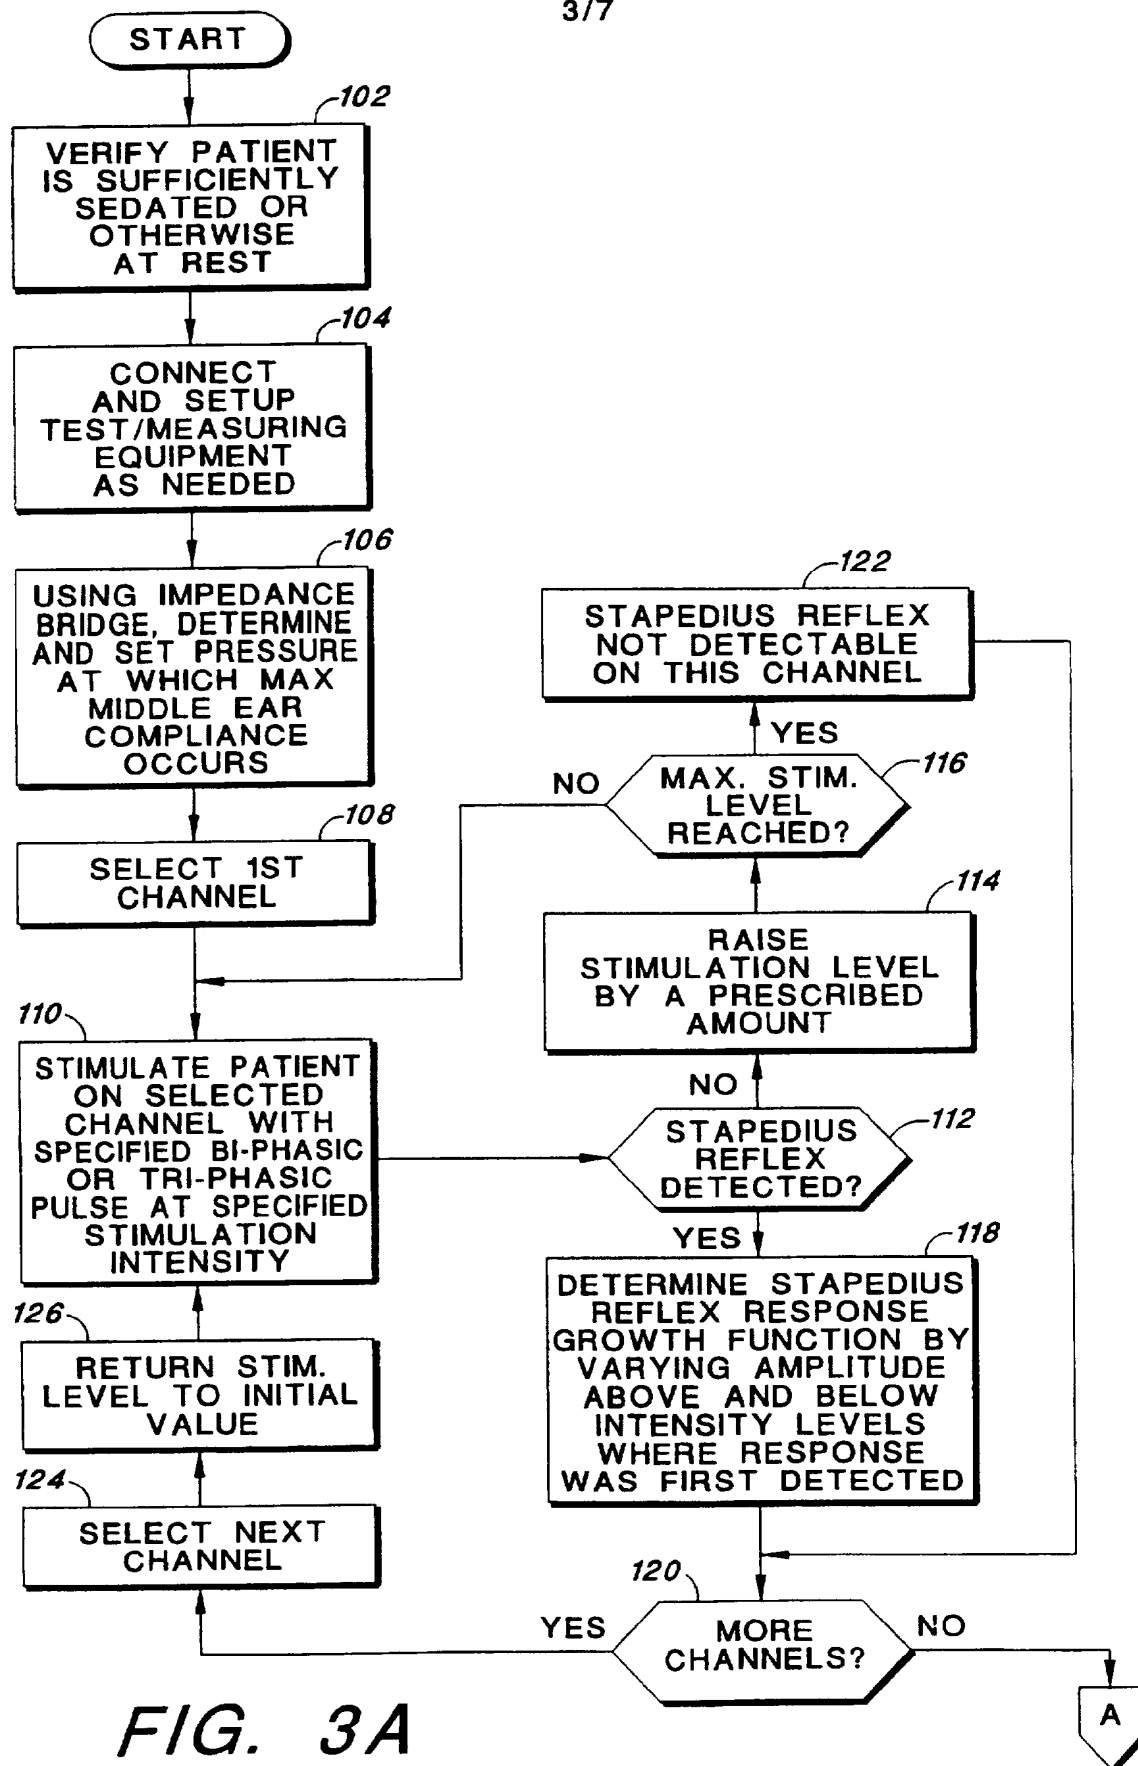 3/7
START
102
VERIFY PATIENT
IS SUFFICIENTLY
SEDATED OR
OTHERWISE
AT REST
104
CONNECT
AND SETUP
TEST/MEASURING
EQUIPMENT
AS NEEDED
106
USING IMPEDANCE
BRIDGE, DETERMINE
AND SET PRESSURE
AT WHICH MAX
MIDDLE EAR
COMPLIANCE
OCCURS
108
SELECT 1ST
CHANNEL
110
STIMULATE PATIENT
ON SELECTED
CHANNEL WITH
SPECIFIED BI-PHASIC
OR TRI-PHASIC
PULSE AT SPECIFIED
STIMULATION
INTENSITY
126
RETURN STIM.
LEVEL TO INITIAL
VALUE
124
SELECT NEXT
CHANNEL
122
STAPEDIUS REFLEX
NOT DETECTABLE
ON THIS CHANNEL
YES
116
NO
MAX. STIM.
LEVEL
REACHED?
114
RAISE
STIMULATION LEVEL
BY A PRESCRIBED
AMOUNT
NO
112
STAPEDIUS
REFLEX
DETECTED?
YES
118
DETERMINE STAPEDIUS
REFLEX RESPONSE
GROWTH FUNCTION BY
VARYING AMPLITUDE
ABOVE AND BELOW
INTENSITY LEVELS
WHERE RESPONSE
WAS FIRST DETECTED
120
YES
MORE
CHANNELS?
NO
A
FIG. 3A